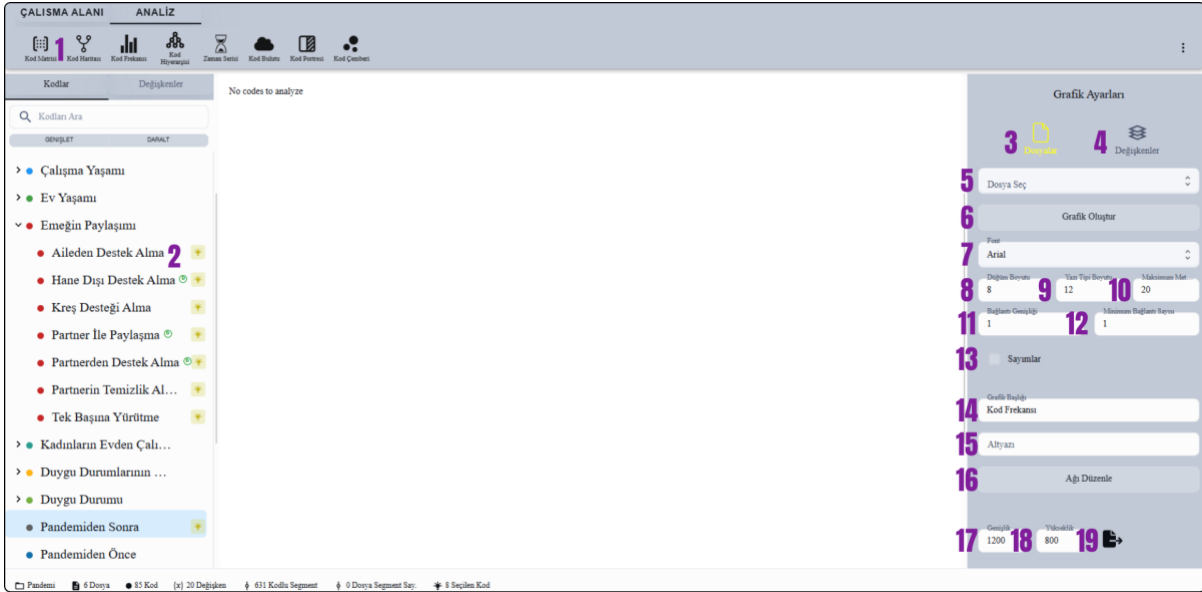 ÇALISMA ALANI ANALİZ
1
Kod Matrisi Kod Haritası Kod Frekansı Kod Hiyerarşisi Zaman Serisi Kod Bulutu Kod Portresi Kod Çemberi
Kodlar Değişkenler
Kodları Ara
GENİŞLET DARALT
Çalışma Yaşamı
Ev Yaşamı
Emeğin Paylaşımı
Aileden Destek Alma 2
Hane Dışı Destek Alma
Kreş Desteği Alma
Partner İle Paylaşma
Partnerden Destek Alma
Partnerin Temizlik Al...
Tek Başına Yürütme
Kadınların Evden Çalı...
Duygu Durumlarının ...
Duygu Durumu
Pandemiden Sonra
Pandemiden Önce
No codes to analyze
Grafik Ayarları
3 Dosyalar 4 Değişkenler
5 Dosya Seç
6 Grafik Oluştur
Font
7 Arial
Düğüm Boyutu Yazı Tipi Boyutu Maksimum Met
8 8 9 12 10 20
Bağlantı Genişliği Minimum Bağlantı Sayısı
11 1 12 1
13 Sayımlar
Grafik Başlığı
14 Kod Frekansı
15 Altyazı
16 Ağı Düzenle
Genişlik Yükseklik
17 1200 18 800 19
Pandemi 6 Dosya 85 Kod {x} 20 Değişken 631 Kodlu Segment 0 Dosya Segment Say. 8 Seçilen Kod